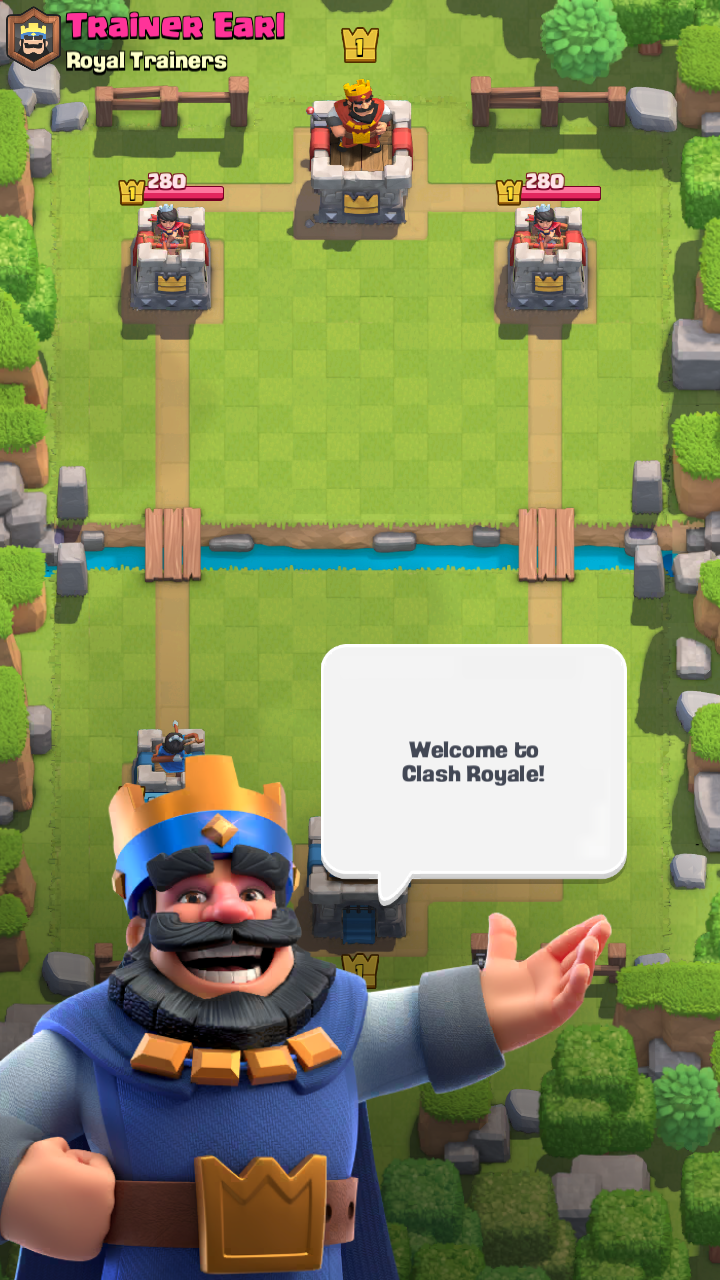 Trainer Earl
Royal Trainers
1
1 280
1 280
Welcome to
Clash Royale!
1